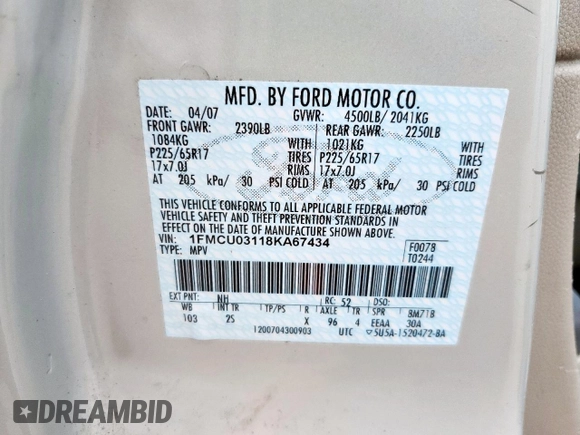 MFD. BY FORD MOTOR CO.
DATE: 04/07 GVWR: 4500LB/ 2041KG
FRONT GAWR: 2390LB REAR GAWR: 2250LB
1084KG WITH 1021KG WITH
P225/65R17 TIRES P225/65R17 TIRES
17x7.0J RIMS 17x7.0J RIMS
AT 205 kPa/ 30 PSI COLD AT 205 kPa/ 30 PSI COLD
THIS VEHICLE CONFORMS TO ALL APPLICABLE FEDERAL MOTOR
VEHICLE SAFETY AND THEFT PREVENTION STANDARDS IN
EFFECT ON THE DATE OF MANUFACTURE SHOWN ABOVE.
VIN: 1FMCU03118KA67434 F0078
TYPE: MPV T0244
EXT PNT: NH RC: 52 DSO:
WB INT TR TP/PS R AXLE TR SPR 8M71B
103 2S X 96 4 EEAA 30A
1200704300903 UTC 5U5A-1520472-BA
DREAMBID